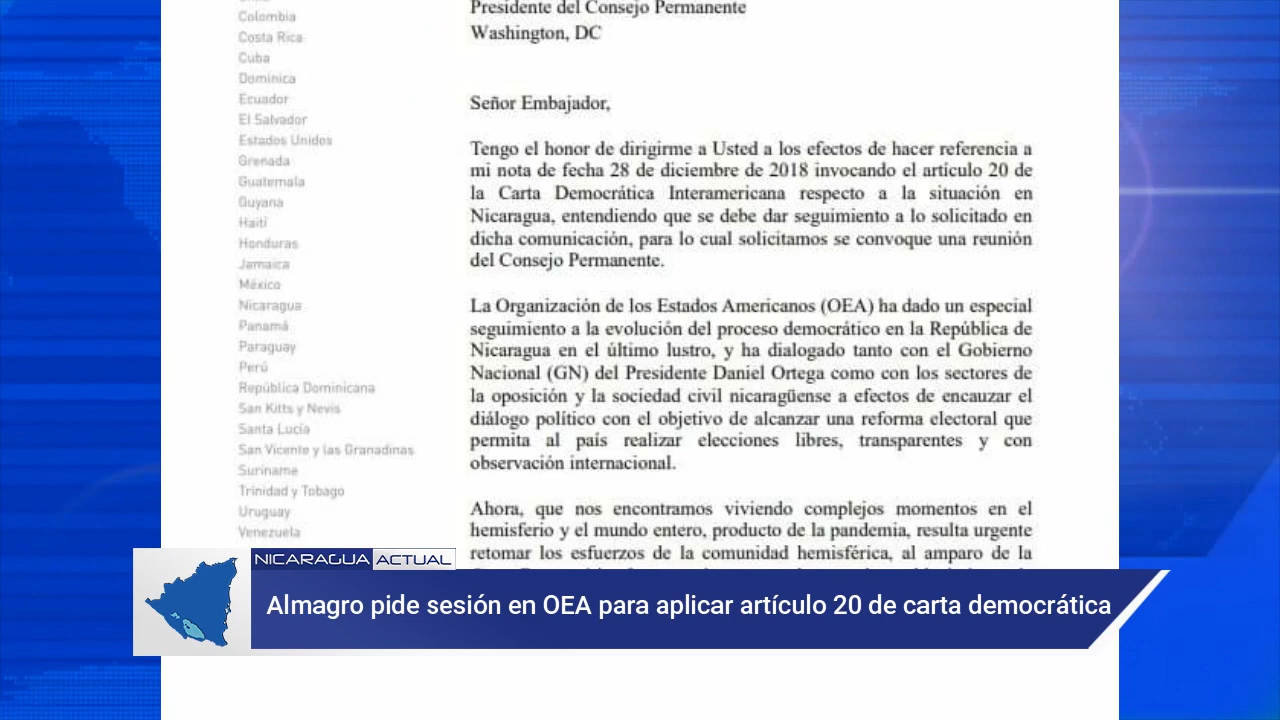 Colombia
Costa Rica
Cuba
Dominica
Ecuador
El Salvador
Estados Unidos
Grenada
Guatemala
Guyana
Haití
Honduras
Jamaica
México
Nicaragua
Panamá
Paraguay
Perú
República Dominicana
San Kitts y Nevis
Santa Lucía
San Vicente y las Granadinas
Suriname
Trinidad y Tobago
Uruguay
Venezuela
Presidente del Consejo Permanente
Washington, DC
Señor Embajador,
Tengo el honor de dirigirme a Usted a los efectos de hacer referencia a
mi nota de fecha 28 de diciembre de 2018 invocando el artículo 20 de
la Carta Democrática Interamericana respecto a la situación en
Nicaragua, entendiendo que se debe dar seguimiento a lo solicitado en
dicha comunicación, para lo cual solicitamos se convoque una reunión
del Consejo Permanente.
La Organización de los Estados Americanos (OEA) ha dado un especial
seguimiento a la evolución del proceso democrático en la República de
Nicaragua en el último lustro, y ha dialogado tanto con el Gobierno
Nacional (GN) del Presidente Daniel Ortega como con los sectores de
la oposición y la sociedad civil nicaragüense a efectos de encauzar el
diálogo político con el objetivo de alcanzar una reforma electoral que
permita al país realizar elecciones libres, transparentes y con
observación internacional.
Ahora, que nos encontramos viviendo complejos momentos en el
hemisferio y el mundo entero, producto de la pandemia, resulta urgente
retomar los esfuerzos de la comunidad hemisférica, al amparo de la
NICARAGUA ACTUAL
Almagro pide sesión en OEA para aplicar artículo 20 de carta democrática